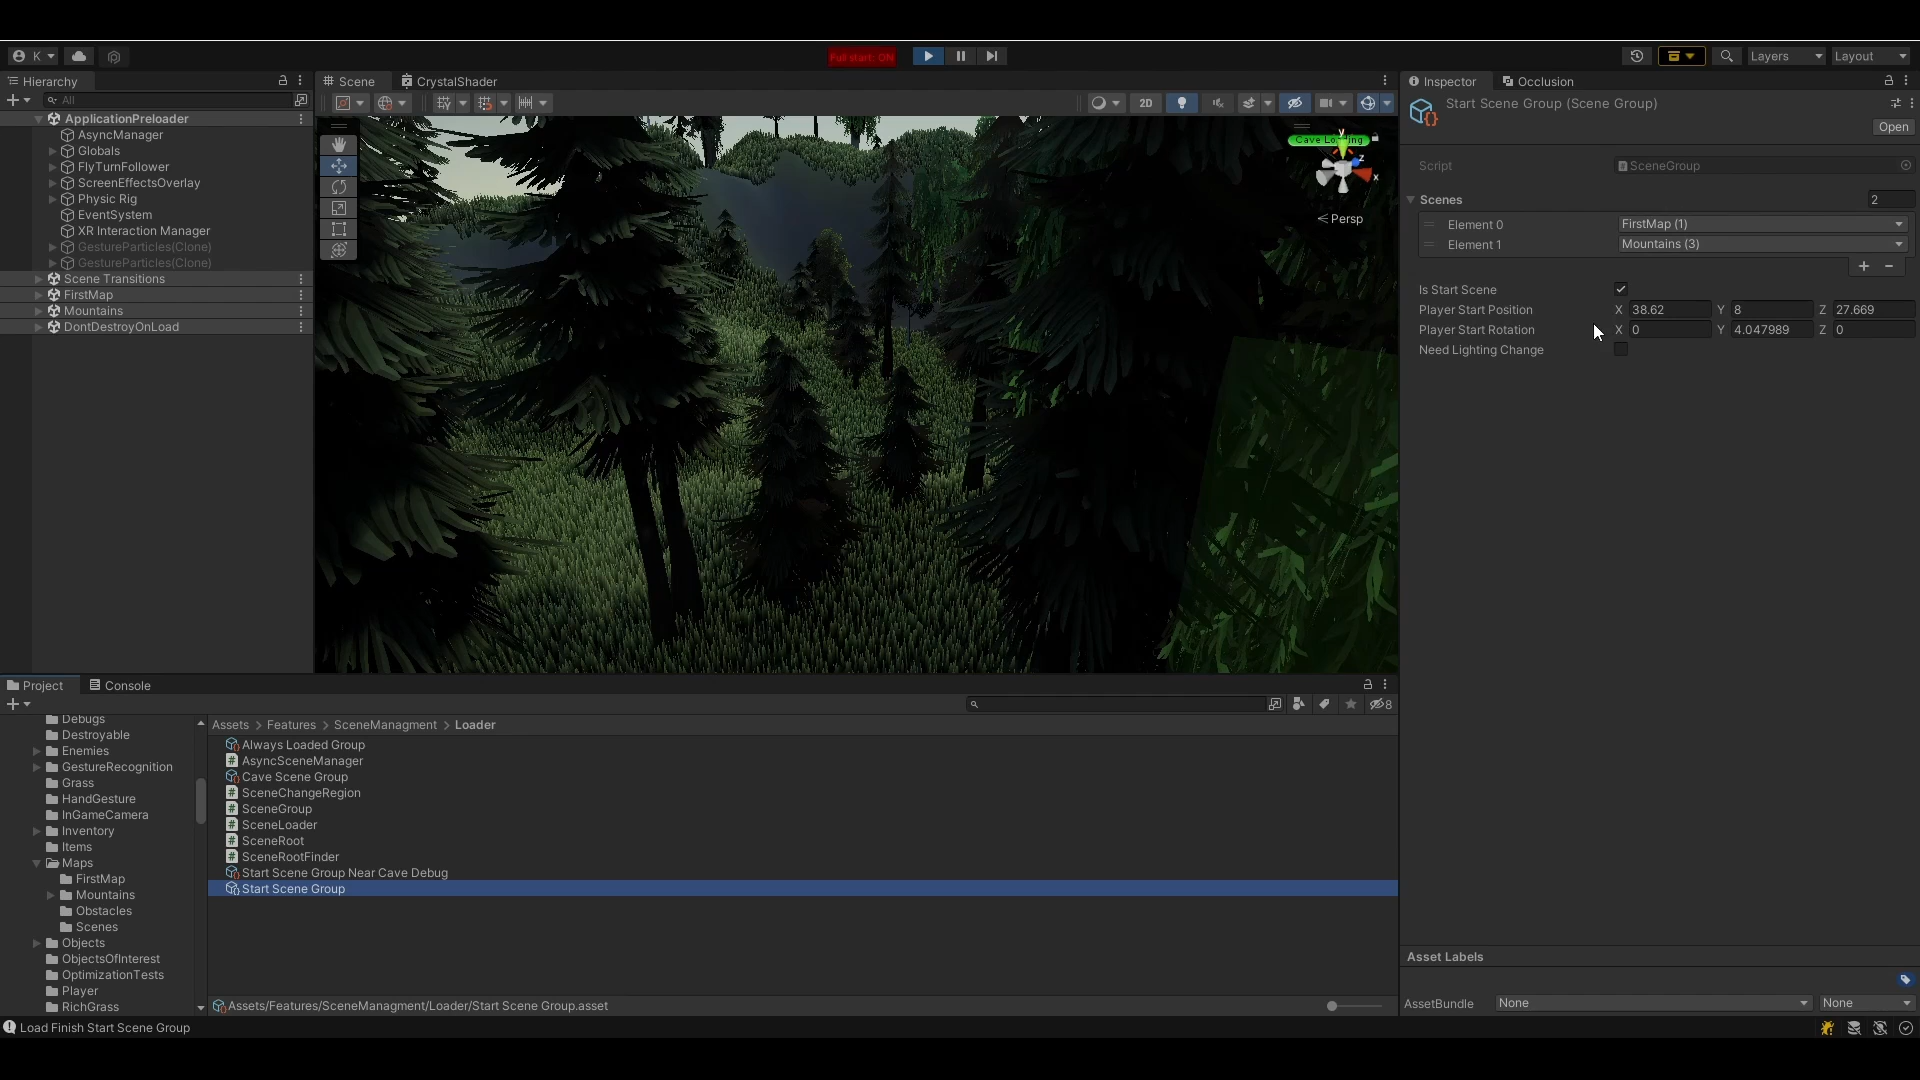 K
Full start: ON
Layers
Layout
Hierarchy
All
ApplicationPreloader
AsyncManager
Globals
FlyTurnFollower
ScreenEffectsOverlay
Physic Rig
EventSystem
XR Interaction Manager
GestureParticles(Clone)
GestureParticles(Clone)
Scene Transitions
FirstMap
Mountains
DontDestroyOnLoad
Scene
CrystalShader
2D
Cave Loading
y
z
x
< Persp
Inspector
Occlusion
Start Scene Group (Scene Group)
Open
Script
SceneGroup
Scenes
2
Element 0
FirstMap (1)
Element 1
Mountains (3)
Is Start Scene
Player Start Position
X 38.62 Y 8 Z 27.669
Player Start Rotation
X 0 Y 4.047989 Z 0
Need Lighting Change
Project
Console
8
Debugs
Destroyable
Enemies
GestureRecognition
Grass
HandGesture
InGameCamera
Inventory
Items
Maps
FirstMap
Mountains
Obstacles
Scenes
Objects
ObjectsOfInterest
OptimizationTests
Player
RichGrass
Assets > Features > SceneManagment > Loader
Always Loaded Group
AsyncSceneManager
Cave Scene Group
SceneChangeRegion
SceneGroup
SceneLoader
SceneRoot
SceneRootFinder
Start Scene Group Near Cave Debug
Start Scene Group
Assets/Features/SceneManagment/Loader/Start Scene Group.asset
Asset Labels
AssetBundle
None
None
Load Finish Start Scene Group